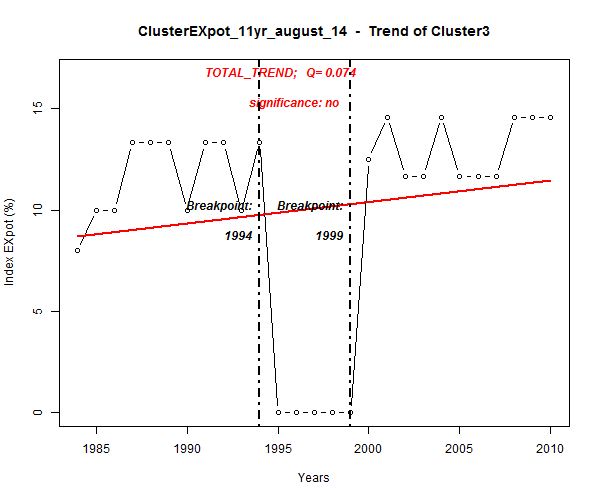 ClusterEXpot_11yr_august_14 - Trend of Cluster3
TOTAL_TREND; Q= 0.074
significance: no
Breakpoint: Breakpoint:
1994 1999
Index EXpot (%)
0 5 10 15
1985 1990 1995 2000 2005 2010
Years